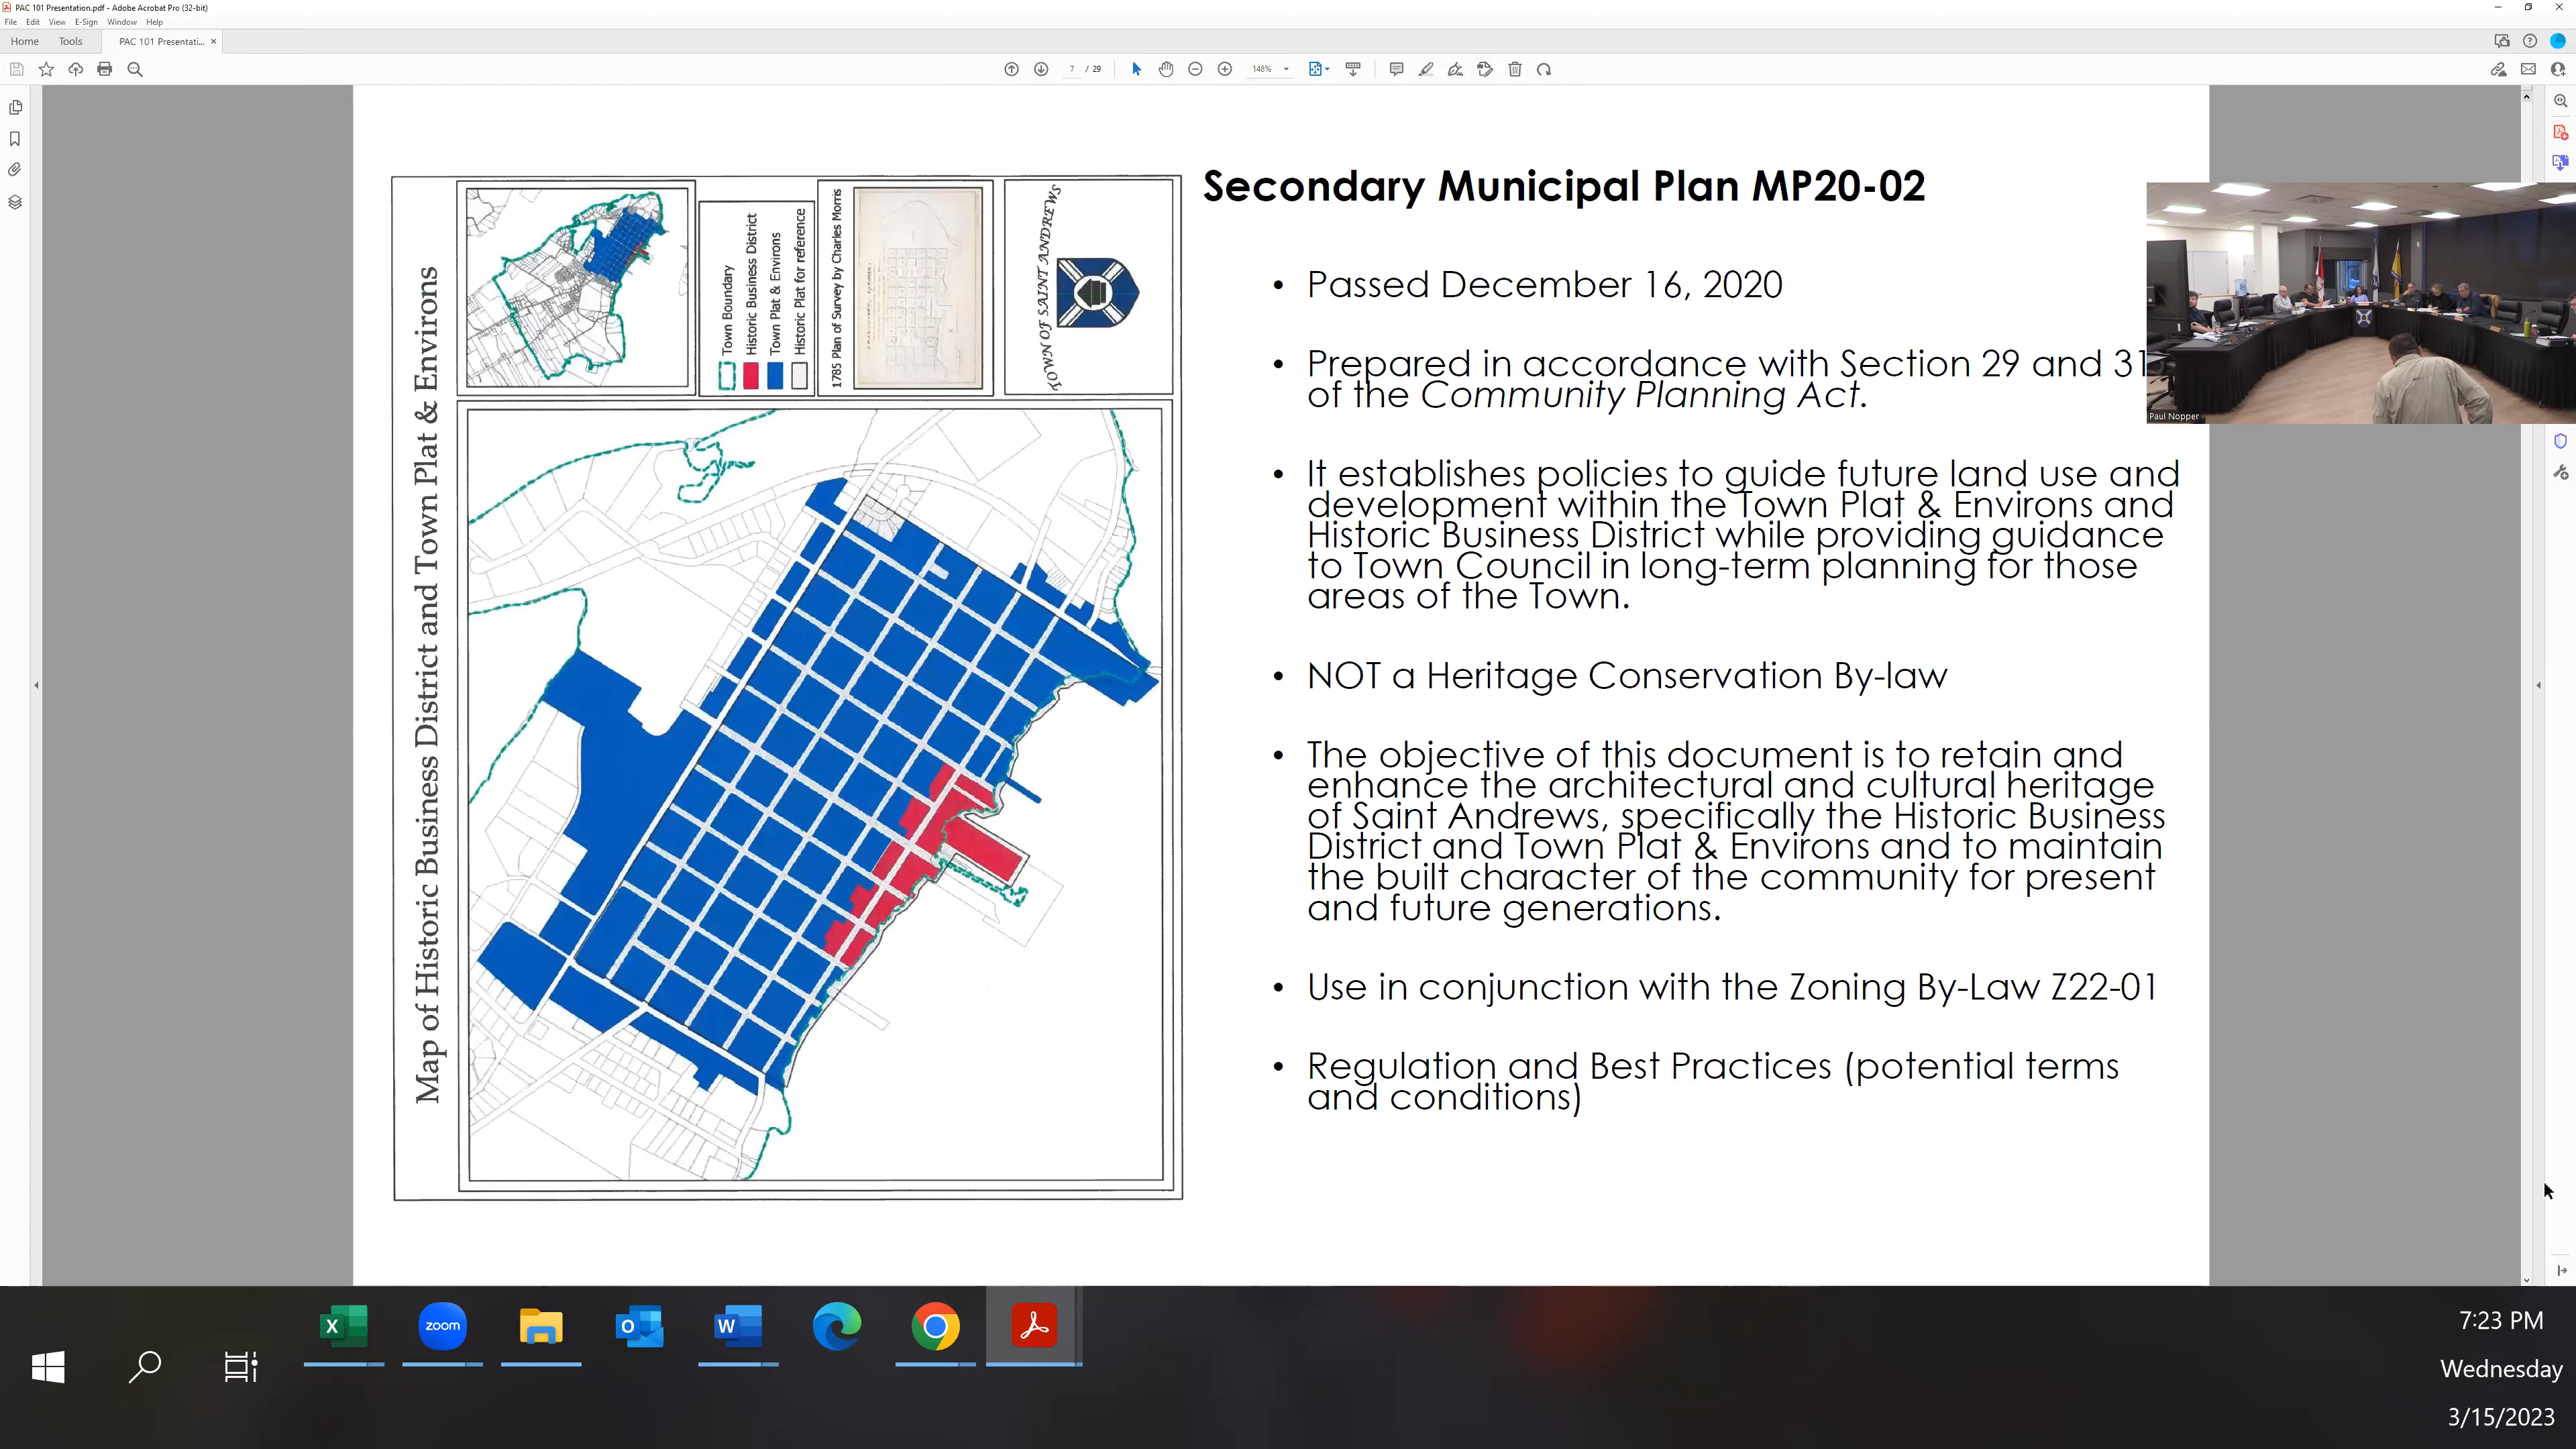 PAC 101 Presentation.pdf - Adobe Acrobat Pro (32-bit)
File Edit View E-Sign Window Help
Home Tools PAC 101 Presentati... ×
7 / 29 148%
Map of Historic Business District and Town Plat & Environs
Town Boundary
Historic Business District
Town Plat & Environs
Historic Plat for reference
1785 Plan of Survey by Charles Morris
TOWN OF SAINT ANDREWS
Secondary Municipal Plan MP20-02
• Passed December 16, 2020
• Prepared in accordance with Section 29 and 31
of the Community Planning Act.
• It establishes policies to guide future land use and
development within the Town Plat & Environs and
Historic Business District while providing guidance
to Town Council in long-term planning for those
areas of the Town.
• NOT a Heritage Conservation By-law
• The objective of this document is to retain and
enhance the architectural and cultural heritage
of Saint Andrews, specifically the Historic Business
District and Town Plat & Environs and to maintain
the built character of the community for present
and future generations.
• Use in conjunction with the Zoning By-Law Z22-01
• Regulation and Best Practices (potential terms
and conditions)
Paul Nopper
X zoom O W
7:23 PM
Wednesday
3/15/2023